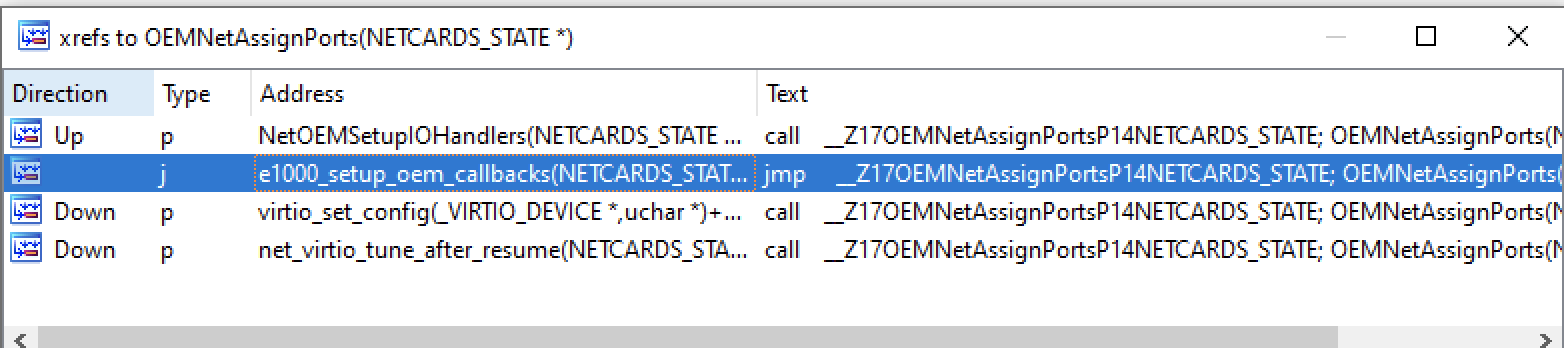 xrefs to OEMNetAssignPorts(NETCARDS_STATE *)
Direction Type Address Text
Up p NetOEMSetupIOHandlers(NETCARDS_STATE ... call __Z17OEMNetAssignPortsP14NETCARDS_STATE; OEMNetAssignPorts(N
j e1000_setup_oem_callbacks(NETCARDS_STAT... jmp __Z17OEMNetAssignPortsP14NETCARDS_STATE; OEMNetAssignPorts(
Down p virtio_set_config(_VIRTIO_DEVICE *,uchar *)+... call __Z17OEMNetAssignPortsP14NETCARDS_STATE; OEMNetAssignPorts(N
Down p net_virtio_tune_after_resume(NETCARDS_STA... call __Z17OEMNetAssignPortsP14NETCARDS_STATE; OEMNetAssignPorts(N